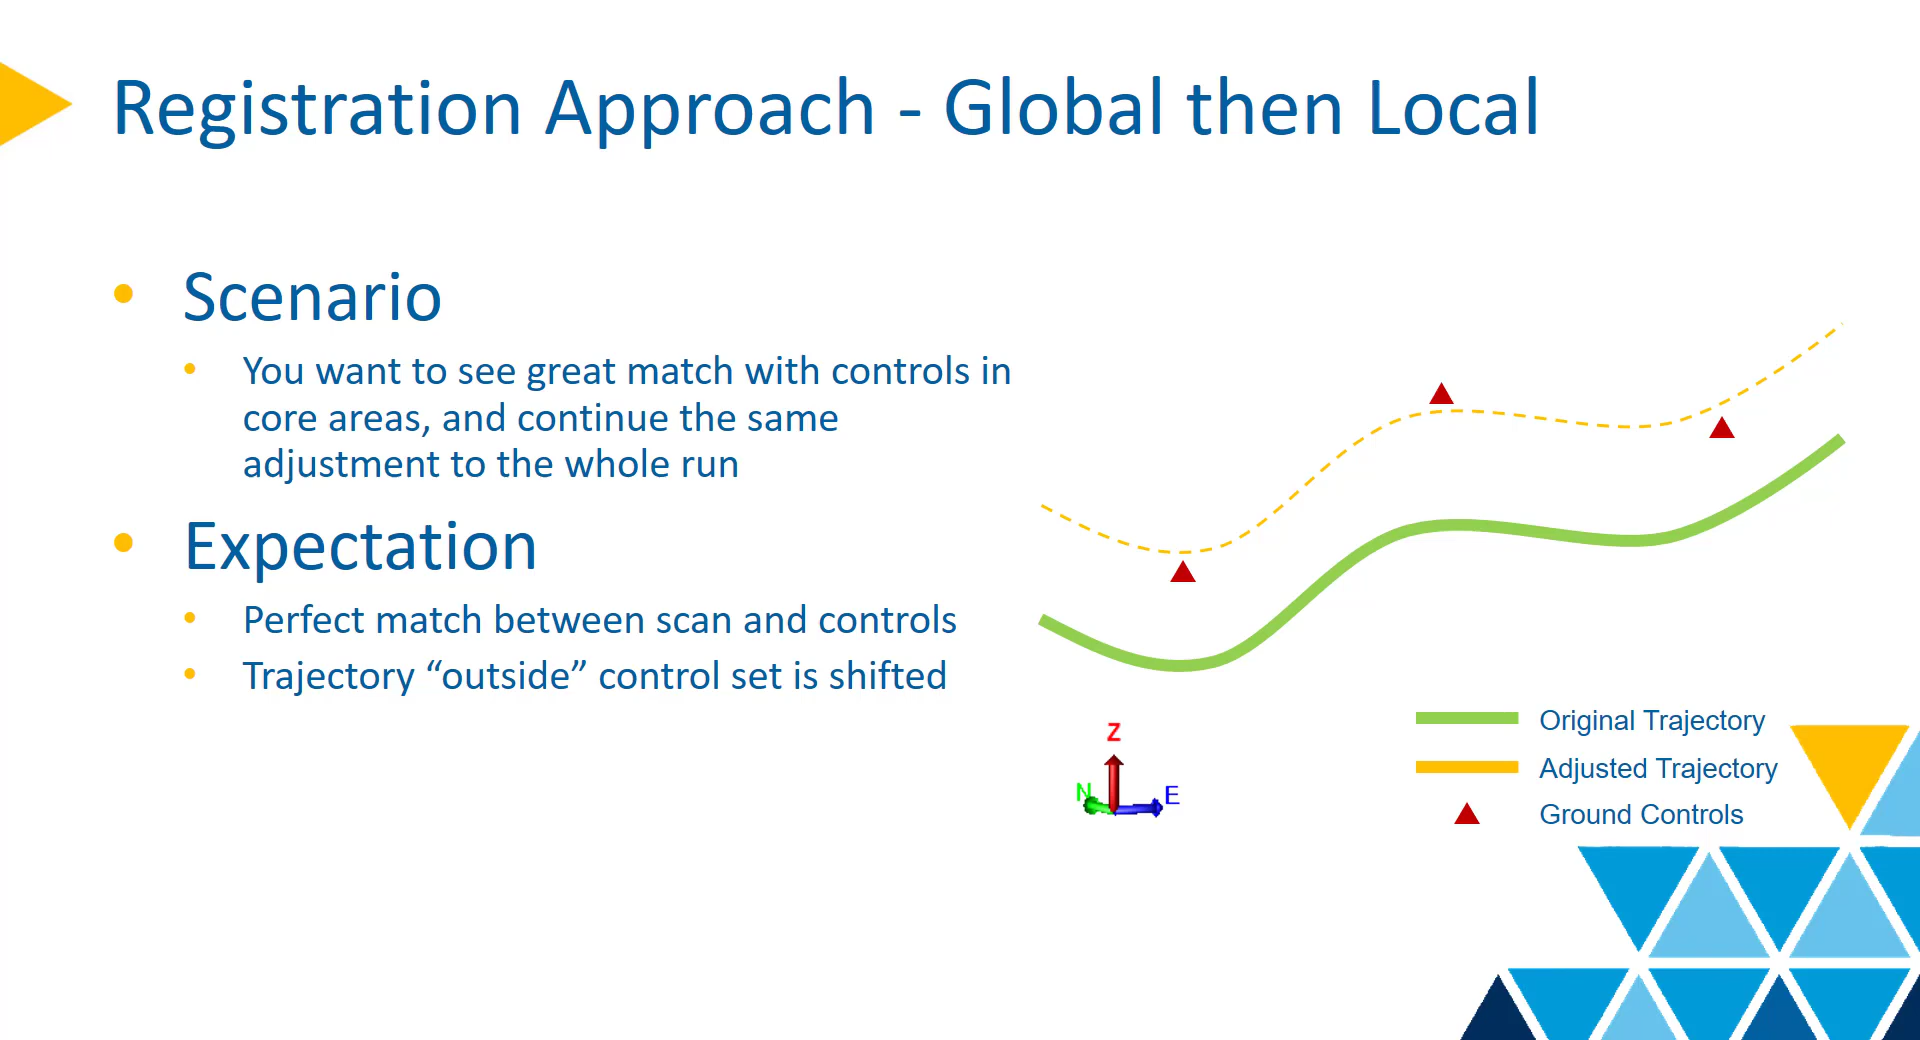 Registration Approach - Global then Local
• Scenario
• You want to see great match with controls in
core areas, and continue the same
adjustment to the whole run
• Expectation
• Perfect match between scan and controls
• Trajectory “outside” control set is shifted
Z
N
E
Original Trajectory
Adjusted Trajectory
Ground Controls